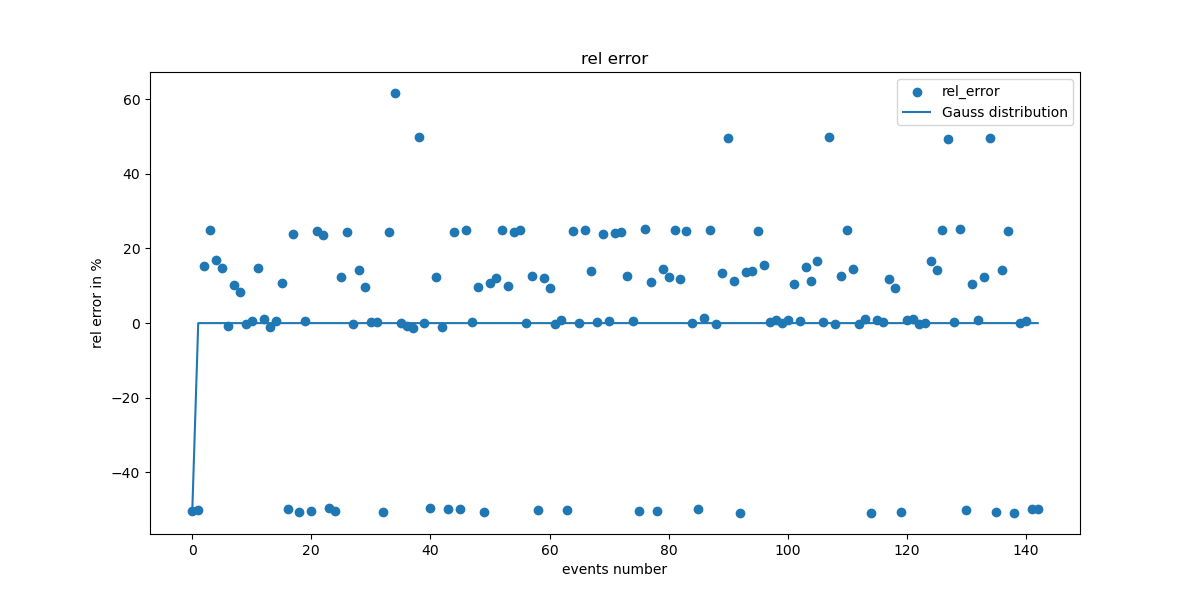 rel error
rel_error
Gauss distribution
60
40
20
0
−20
−40
rel error in %
0
20
40
60
80
100
120
140
events number